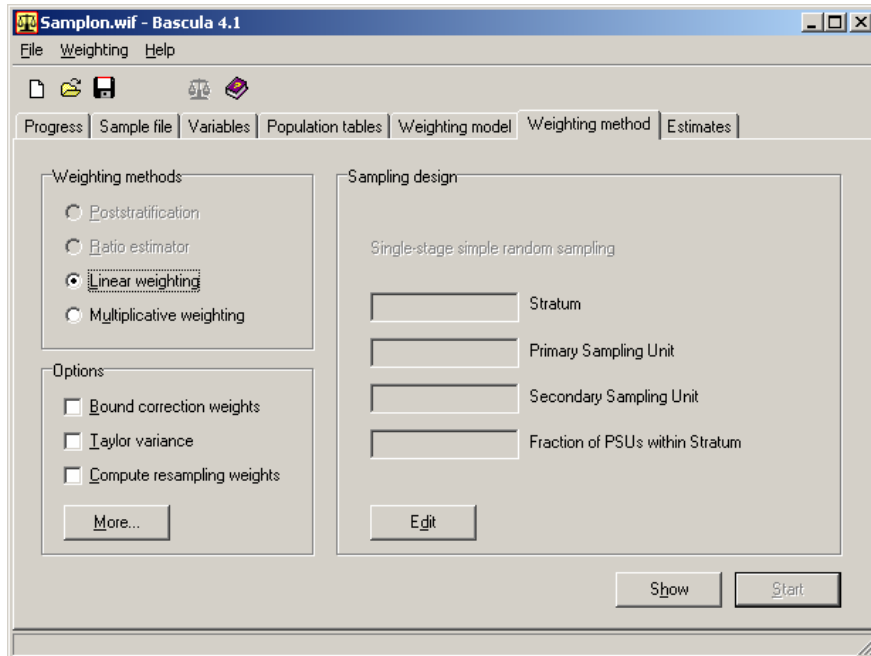 Samplon.wif - Bascula 4.1
File Weighting Help
Progress Sample file Variables Population tables Weighting model Weighting method Estimates
Weighting methods
Poststratification
Ratio estimator
Linear weighting
Multiplicative weighting
Options
Bound correction weights
Taylor variance
Compute resampling weights
More...
Sampling design
Single-stage simple random sampling
Stratum
Primary Sampling Unit
Secondary Sampling Unit
Fraction of PSUs within Stratum
Edit
Show Start